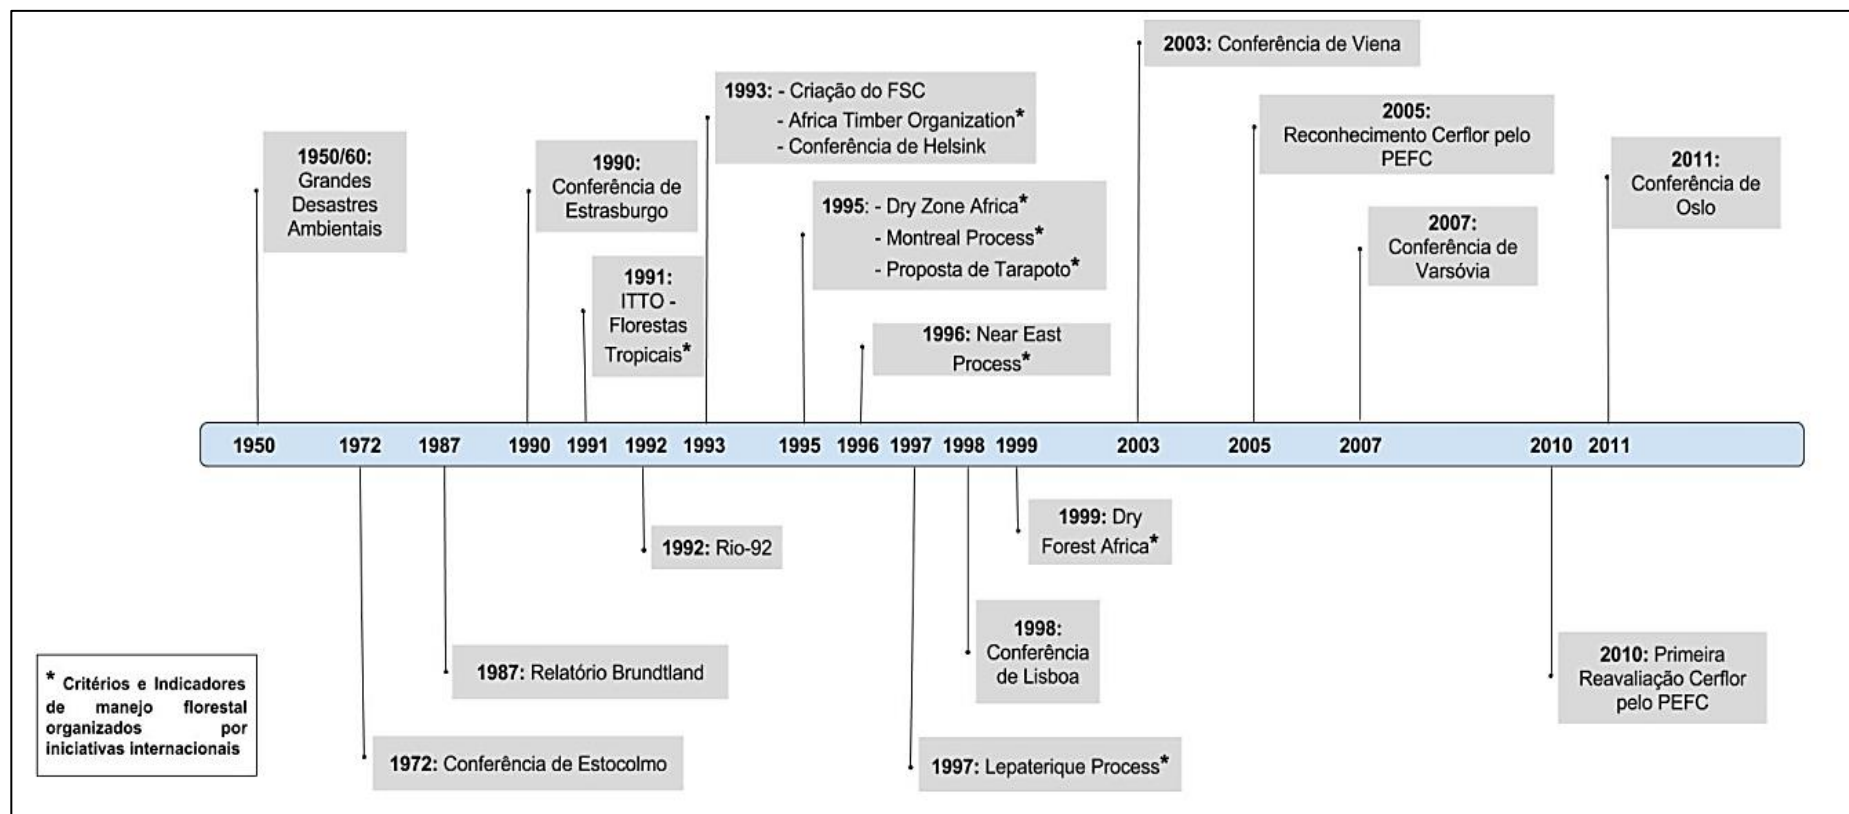 2003: Conferência de Viena
1993: - Criação do FSC
- Africa Timber Organization*
- Conferência de Helsink
2005:
Reconhecimento Cerflor pelo
PEFC
1950/60:
Grandes
Desastres
Ambientais
1990:
Conferência de
Estrasburgo
2011:
Conferência de
Oslo
1995: - Dry Zone Africa*
- Montreal Process*
- Proposta de Tarapoto*
2007:
Conferência de
Varsóvia
1991:
ITTO -
Florestas
Tropicais*
1996: Near East
Process*
1950 1972 1987 1990 1991 1992 1993 1995 1996 1997 1998 1999 2003 2005 2007 2010 2011
1992: Rio-92
1999: Dry
Forest Africa*
1998:
Conferência
de Lisboa
1987: Relatório Brundtland
2010: Primeira
Reavaliação Cerflor
pelo PEFC
* Critérios e Indicadores
de manejo florestal
organizados por
iniciativas internacionais
1972: Conferência de Estocolmo
1997: Lepaterique Process*